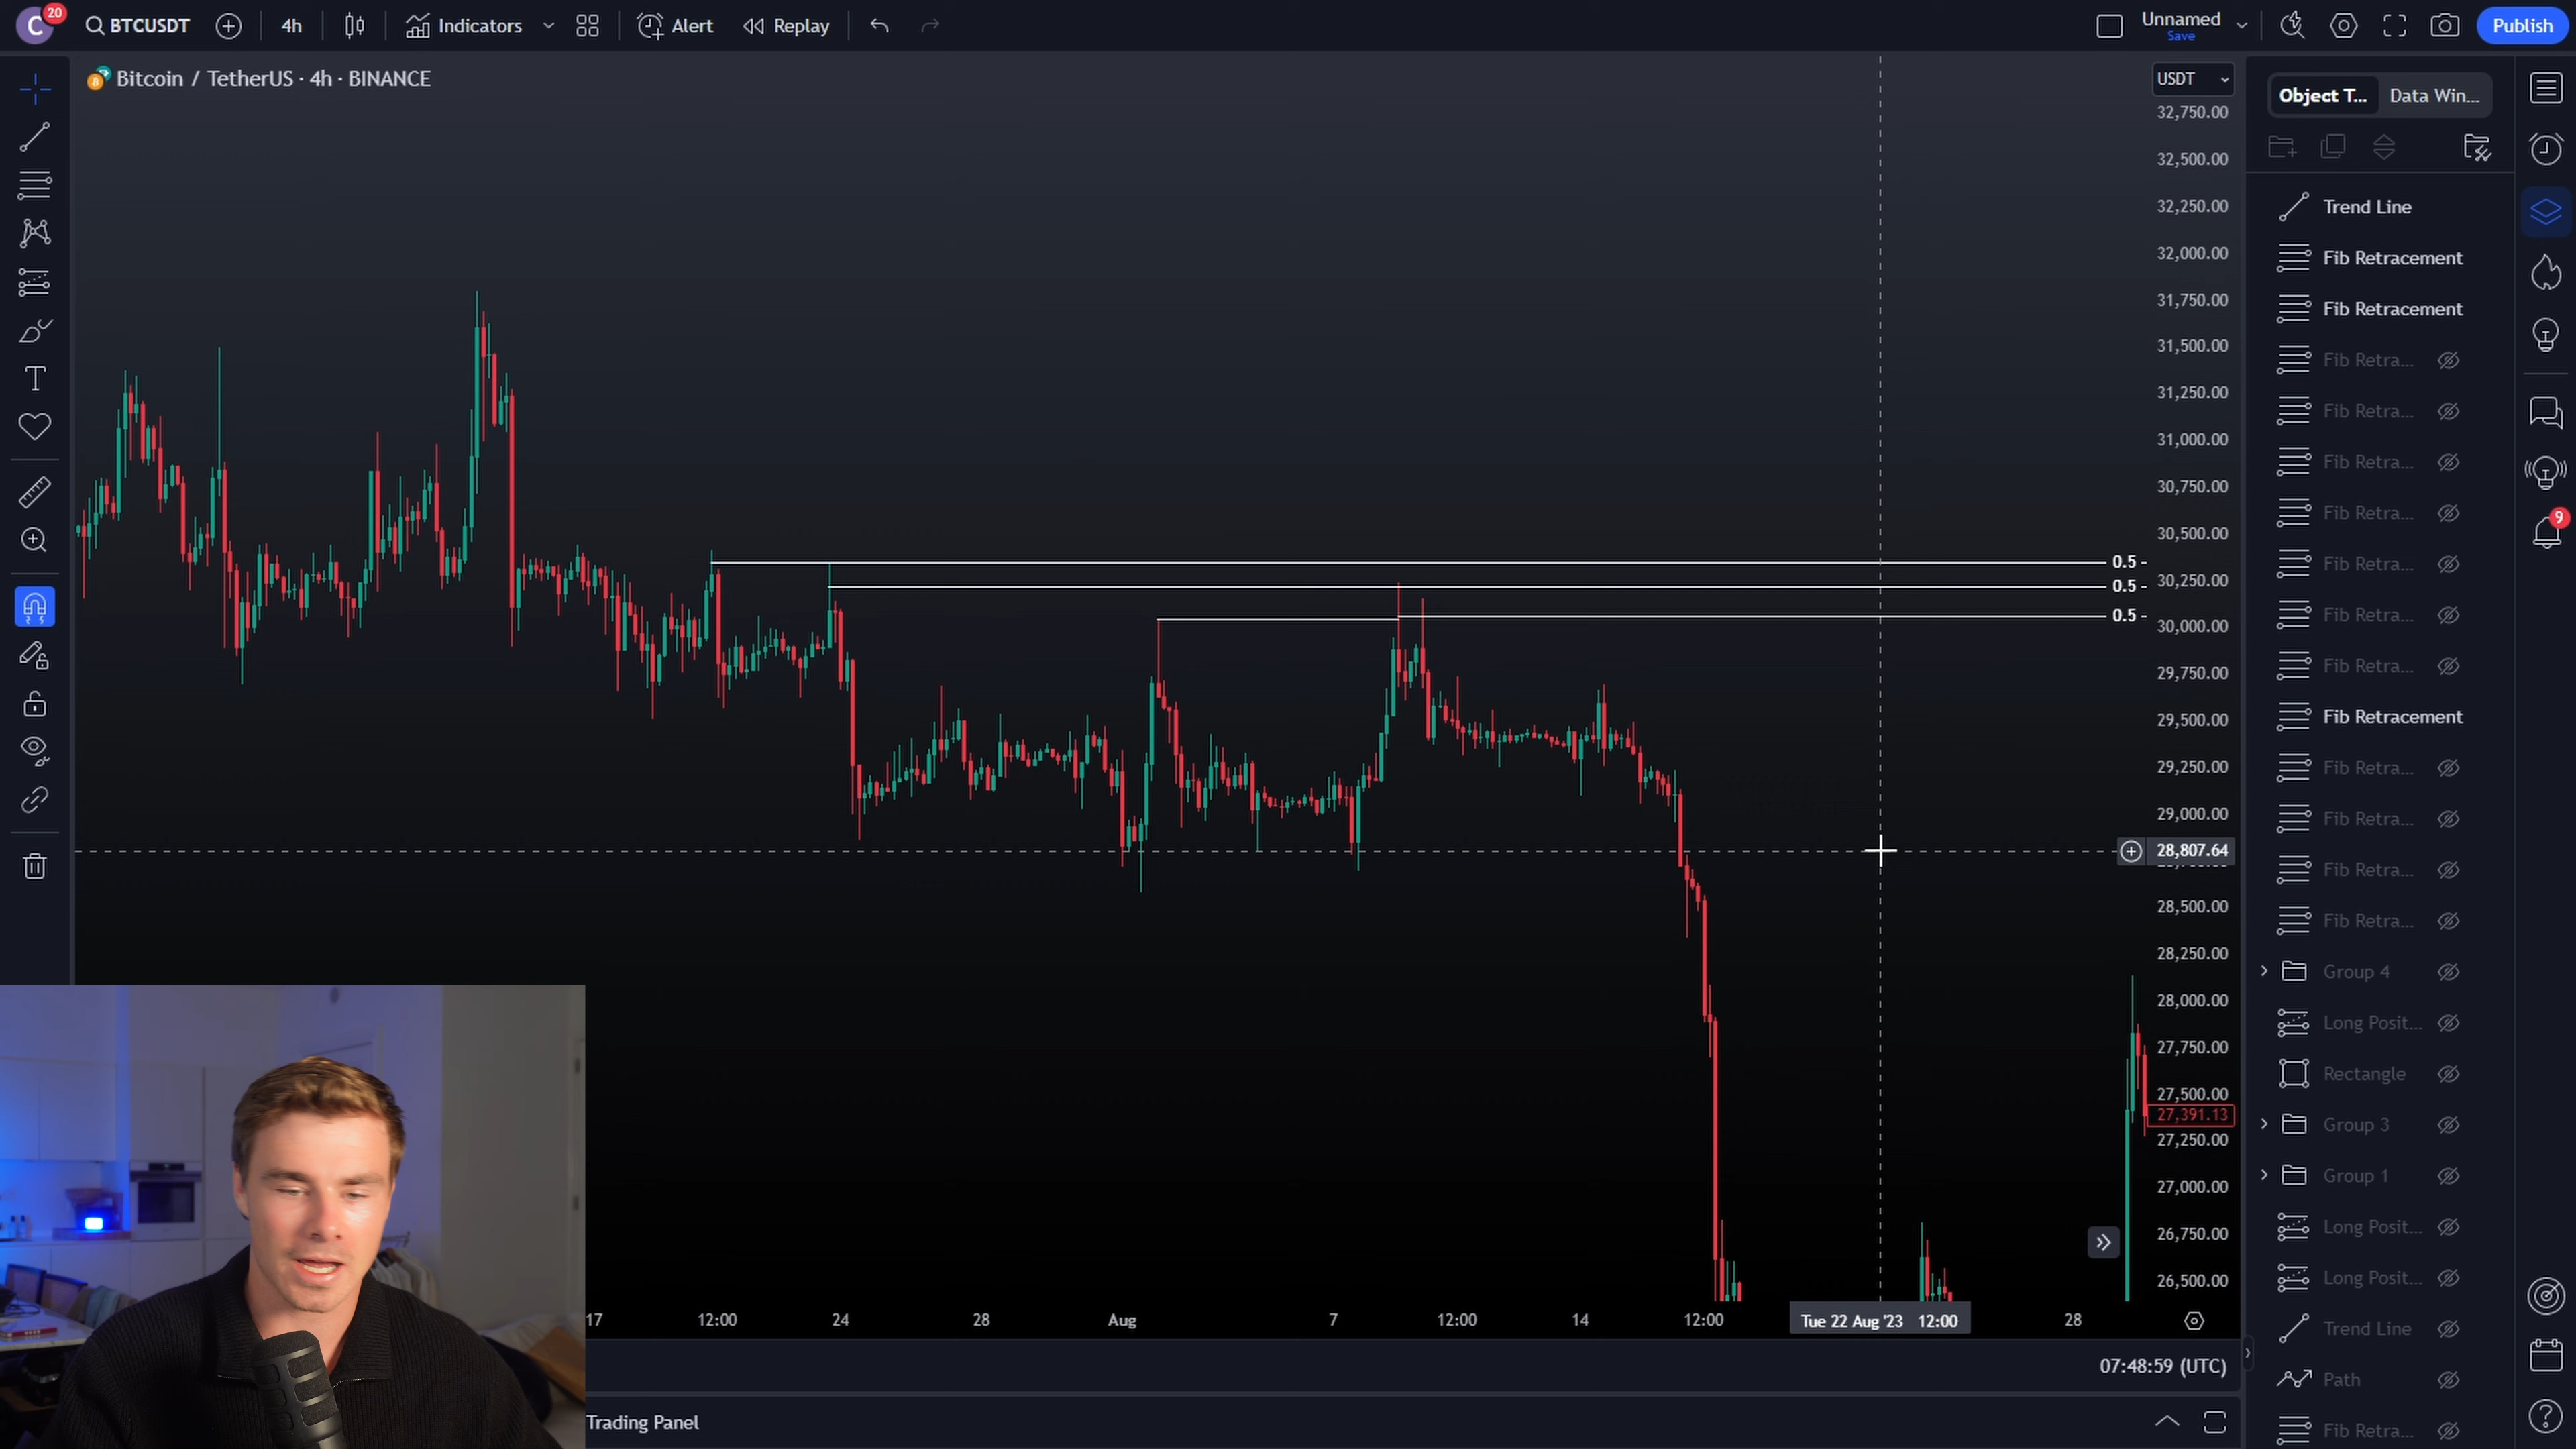 C 20 BTCUSDT 4h Indicators Alert Replay Unnamed Publish
Save
Bitcoin / TetherUS · 4h · BINANCE
USDT
32,750.00
32,500.00
32,250.00
32,000.00
31,750.00
31,500.00
31,250.00
31,000.00
30,750.00
30,500.00
30,250.00
30,000.00
29,750.00
29,500.00
29,250.00
29,000.00
28,807.64
28,500.00
28,250.00
28,000.00
27,750.00
27,500.00
27,391.13
27,250.00
27,000.00
26,750.00
26,500.00
0.5
0.5
0.5
17 12:00 24 28 Aug 7 12:00 14 12:00 Tue 22 Aug '23 12:00 28
07:48:59 (UTC)
Trading Panel
Object T... Data Win...
Trend Line
Fib Retracement
Fib Retracement
Fib Retra...
Fib Retra...
Fib Retra...
Fib Retra...
Fib Retra...
Fib Retra...
Fib Retra...
Fib Retracement
Fib Retra...
Fib Retra...
Fib Retra...
Fib Retra...
Group 4
Long Posit...
Rectangle
Group 3
Group 1
Long Posit...
Long Posit...
Trend Line
Path
Fib Retra...
9